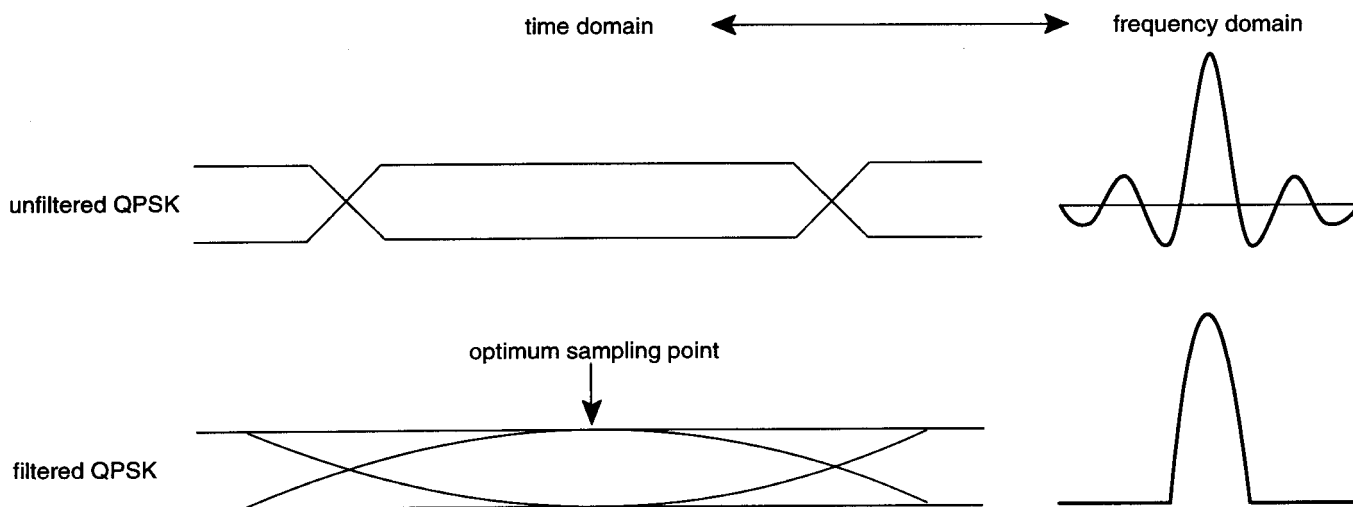 time domain
frequency domain
unfiltered QPSK
optimum sampling point
filtered QPSK